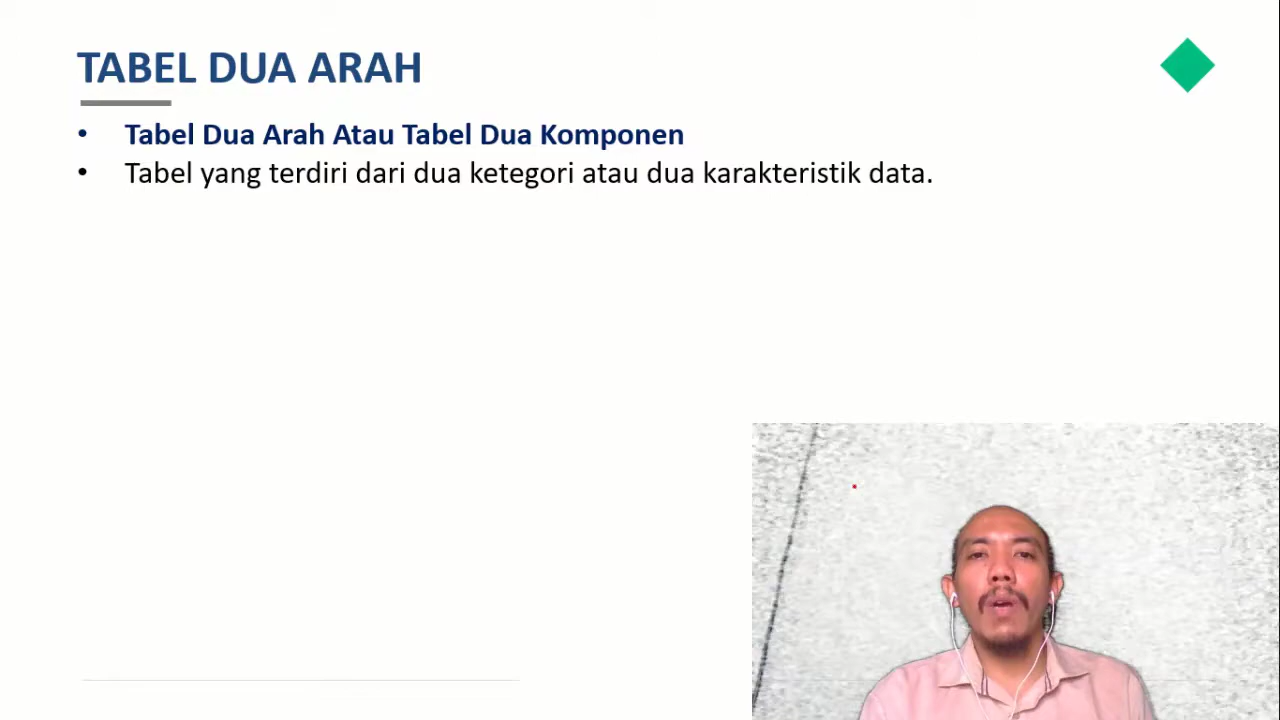 TABEL DUA ARAH
• Tabel Dua Arah Atau Tabel Dua Komponen
• Tabel yang terdiri dari dua ketegori atau dua karakteristik data.